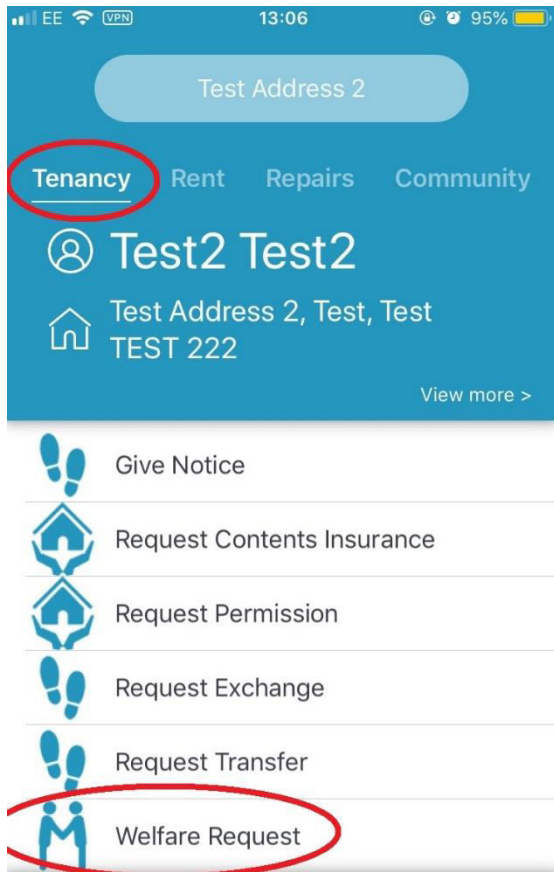 EE VPN 13:06 95%
Test Address 2
Tenancy Rent Repairs Community
Test2 Test2
Test Address 2, Test, Test
TEST 222
View more >
Give Notice
Request Contents Insurance
Request Permission
Request Exchange
Request Transfer
Welfare Request